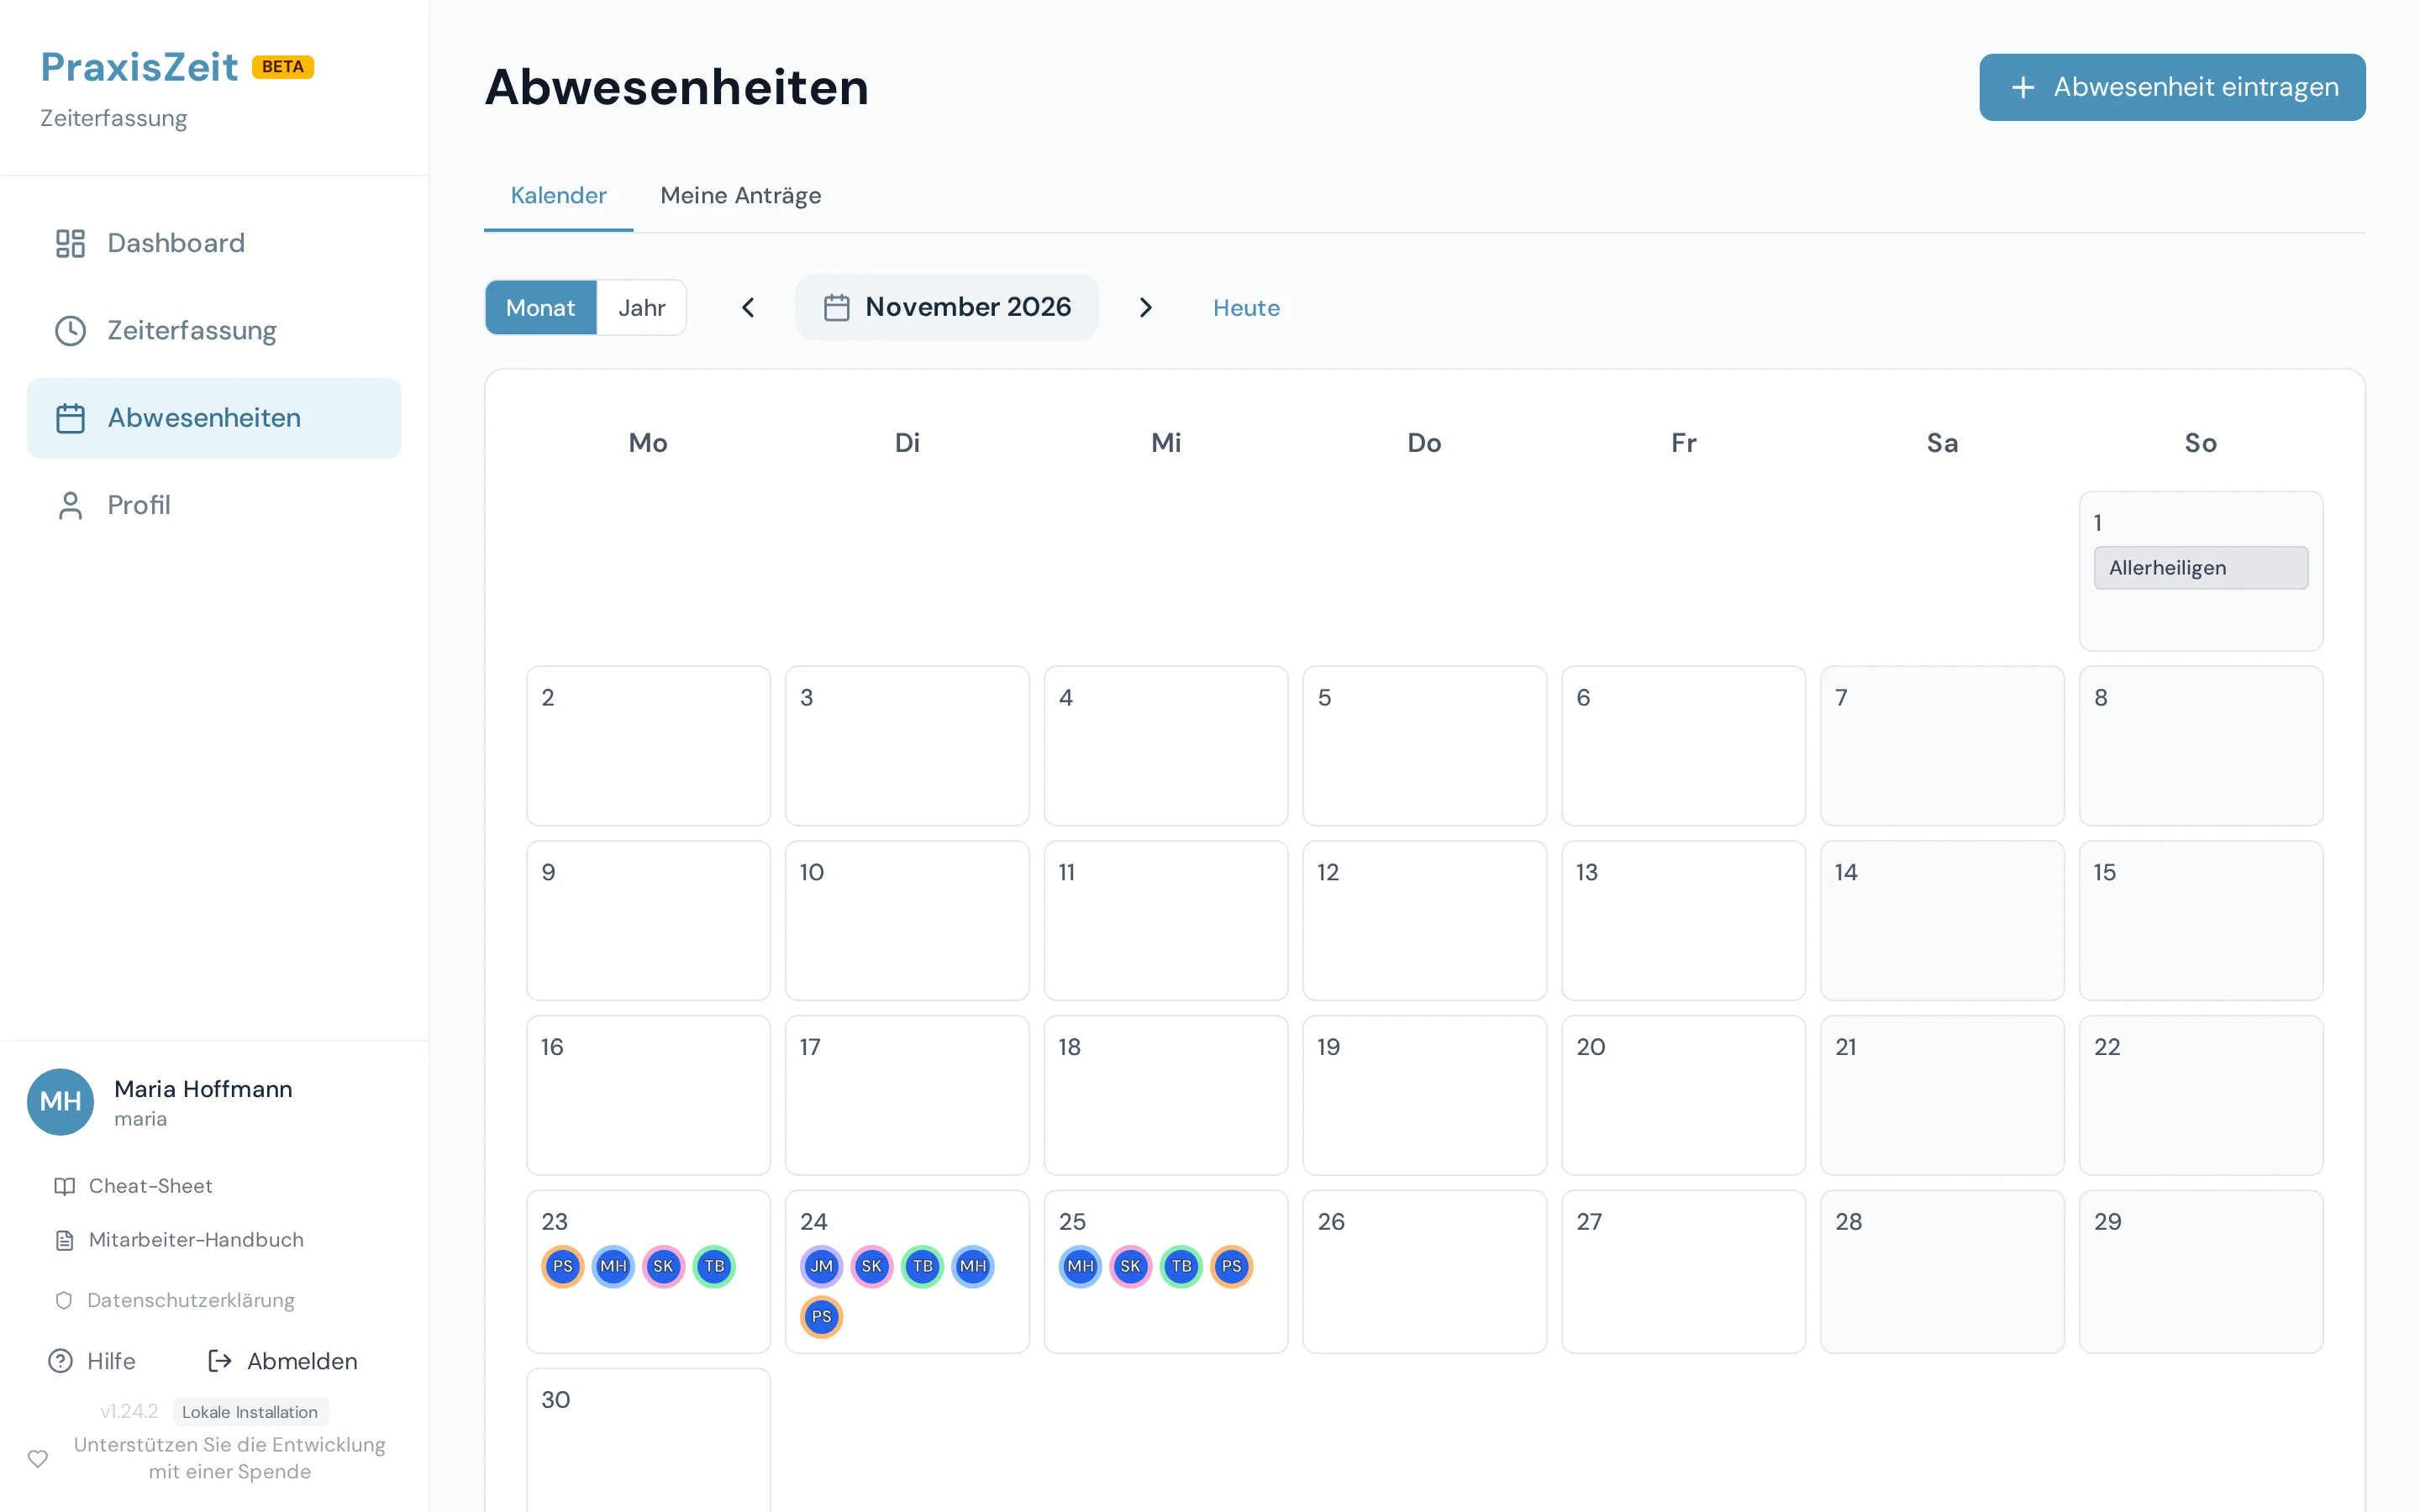 PraxisZeit BETA
Zeiterfassung
Dashboard
Zeiterfassung
Abwesenheiten
Profil
MH Maria Hoffmann
maria
Cheat-Sheet
Mitarbeiter-Handbuch
Datenschutzerklärung
Hilfe Abmelden
v1.24.2 Lokale Installation
Unterstützen Sie die Entwicklung
mit einer Spende
Abwesenheiten
Abwesenheit eintragen
Kalender Meine Anträge
Monat Jahr November 2026 Heute
Mo Di Mi Do Fr Sa So
1
Allerheiligen
2 3 4 5 6 7 8
9 10 11 12 13 14 15
16 17 18 19 20 21 22
23 24 25 26 27 28 29
PS MH SK TB JM SK TB MH MH SK TB PS
PS
30